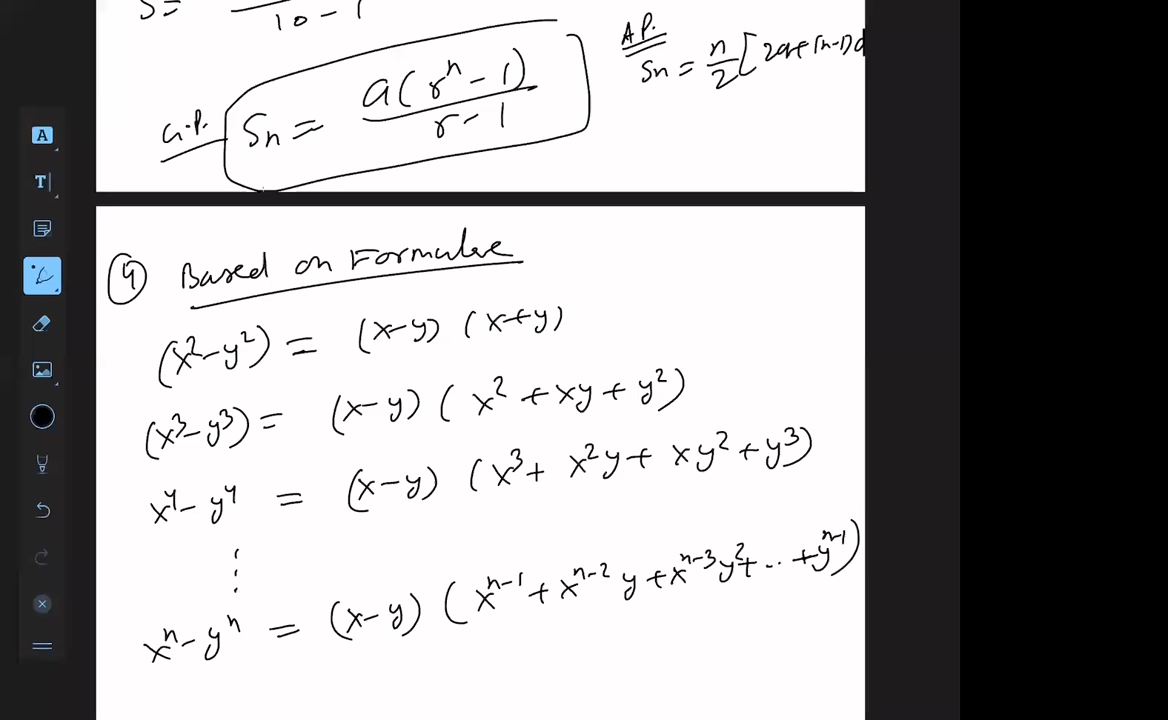 S = 10 - 1
A.P.
Sn = n/2 [2a+(n-1)d
G.P. Sn = a(r^n - 1) / r - 1
④ Based on Formulae
(x² - y²) = (x-y) (x+y)
(x³ - y³) = (x-y) (x² + xy + y²)
x⁴ - y⁴ = (x-y) (x³ + x²y + xy² + y³)
⋮
xⁿ - yⁿ = (x-y) (xⁿ⁻¹ + xⁿ⁻² y + xⁿ⁻³y² + .. + yⁿ⁻¹)
A
T